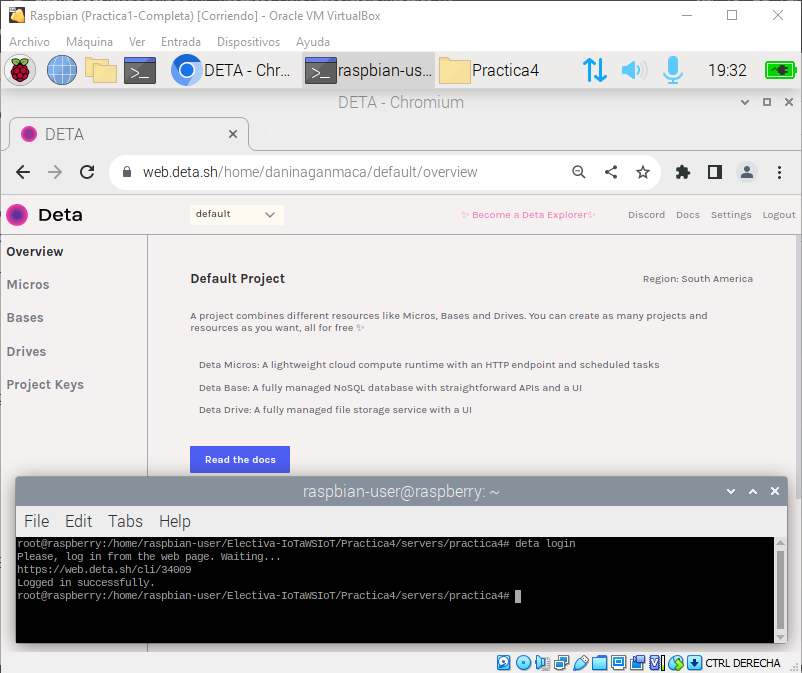 Raspbian (Practica1-Completa) [Corriendo] - Oracle VM VirtualBox
Archivo Máquina Ver Entrada Dispositivos Ayuda
DETA - Chr... raspbian-us... Practica4 19:32
DETA - Chromium
DETA
web.deta.sh/home/daninaganmaca/default/overview
Deta default ✨ Become a Deta Explorer✨ Discord Docs Settings Logout
Overview
Micros
Bases
Drives
Project Keys
Default Project Region: South America
A project combines different resources like Micros, Bases and Drives. You can create as many projects and
resources as you want, all for free ✨
Deta Micros: A lightweight cloud compute runtime with an HTTP endpoint and scheduled tasks
Deta Base: A fully managed NoSQL database with straightforward APIs and a UI
Deta Drive: A fully managed file storage service with a UI
Read the docs
raspbian-user@raspberry: ~
File Edit Tabs Help
root@raspberry:/home/raspbian-user/Electiva-IoTaWSIoT/Practica4/servers/practica4# deta login
Please, log in from the web page. Waiting...
https://web.deta.sh/cli/34009
Logged in successfully.
root@raspberry:/home/raspbian-user/Electiva-IoTaWSIoT/Practica4/servers/practica4#
CTRL DERECHA